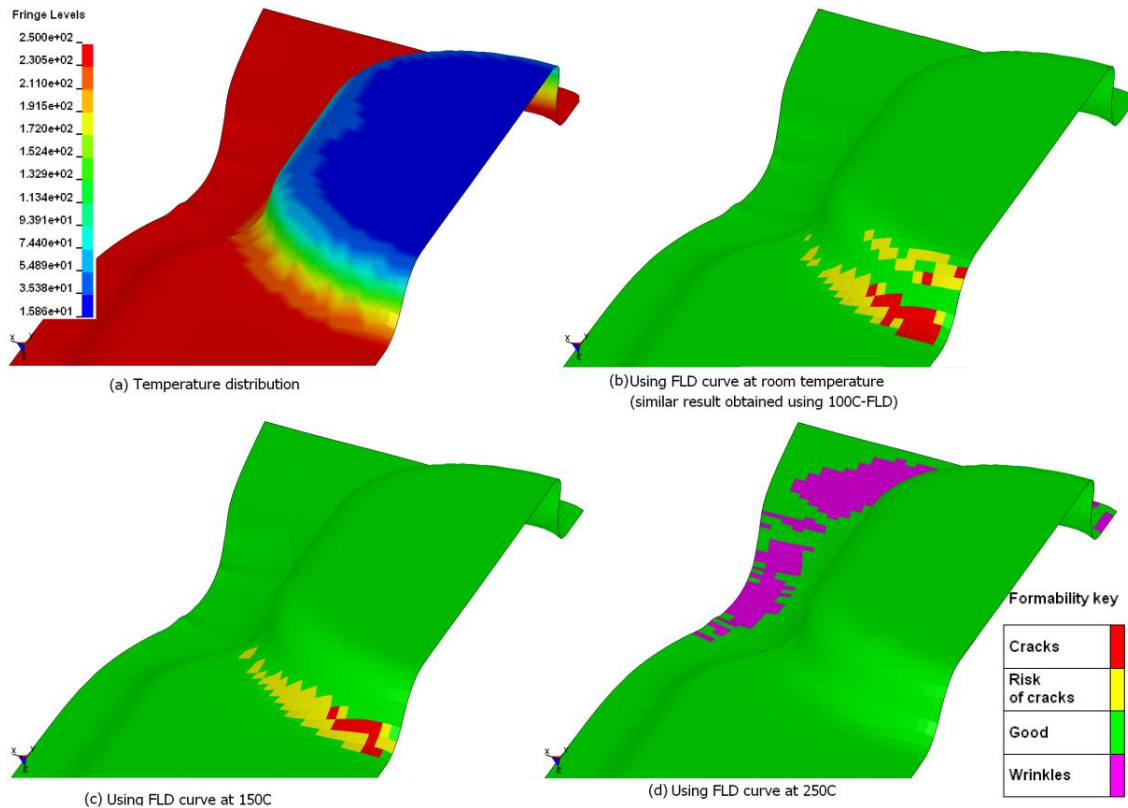 Fringe Levels
2.500e+02
2.305e+02
2.110e+02
1.915e+02
1.720e+02
1.524e+02
1.329e+02
1.134e+02
9.391e+01
7.440e+01
5.489e+01
3.538e+01
1.586e+01
X Y
Z
(a) Temperature distribution
X Y
Z
(b)Using FLD curve at room temperature
(similar result obtained using 100C-FLD)
X Y
Z
(c) Using FLD curve at 150C
X Y
Z
(d) Using FLD curve at 250C
Formability key
Cracks
Risk
of cracks
Good
Wrinkles